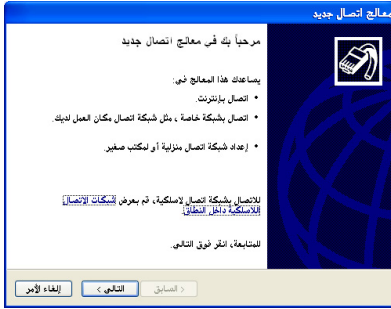 معالج اتصال جديد
مرحباً بك في معالج اتصال جديد
يساعدك هذا المعالج في:
• اتصال بإنترنت.
• اتصال بشبكة خاصة ، مثل شبكة اتصال مكان العمل لديك.
• إعداد شبكة اتصال منزلية أو لمكتب صغير.
للاتصال بشبكة اتصال لاسلكية، قم بعرض شبكات الاتصال
اللاسلكية داخل النطاق.
للمتابعة، انقر فوق التالي.
< السابق
التالي >
إلغاء الأمر